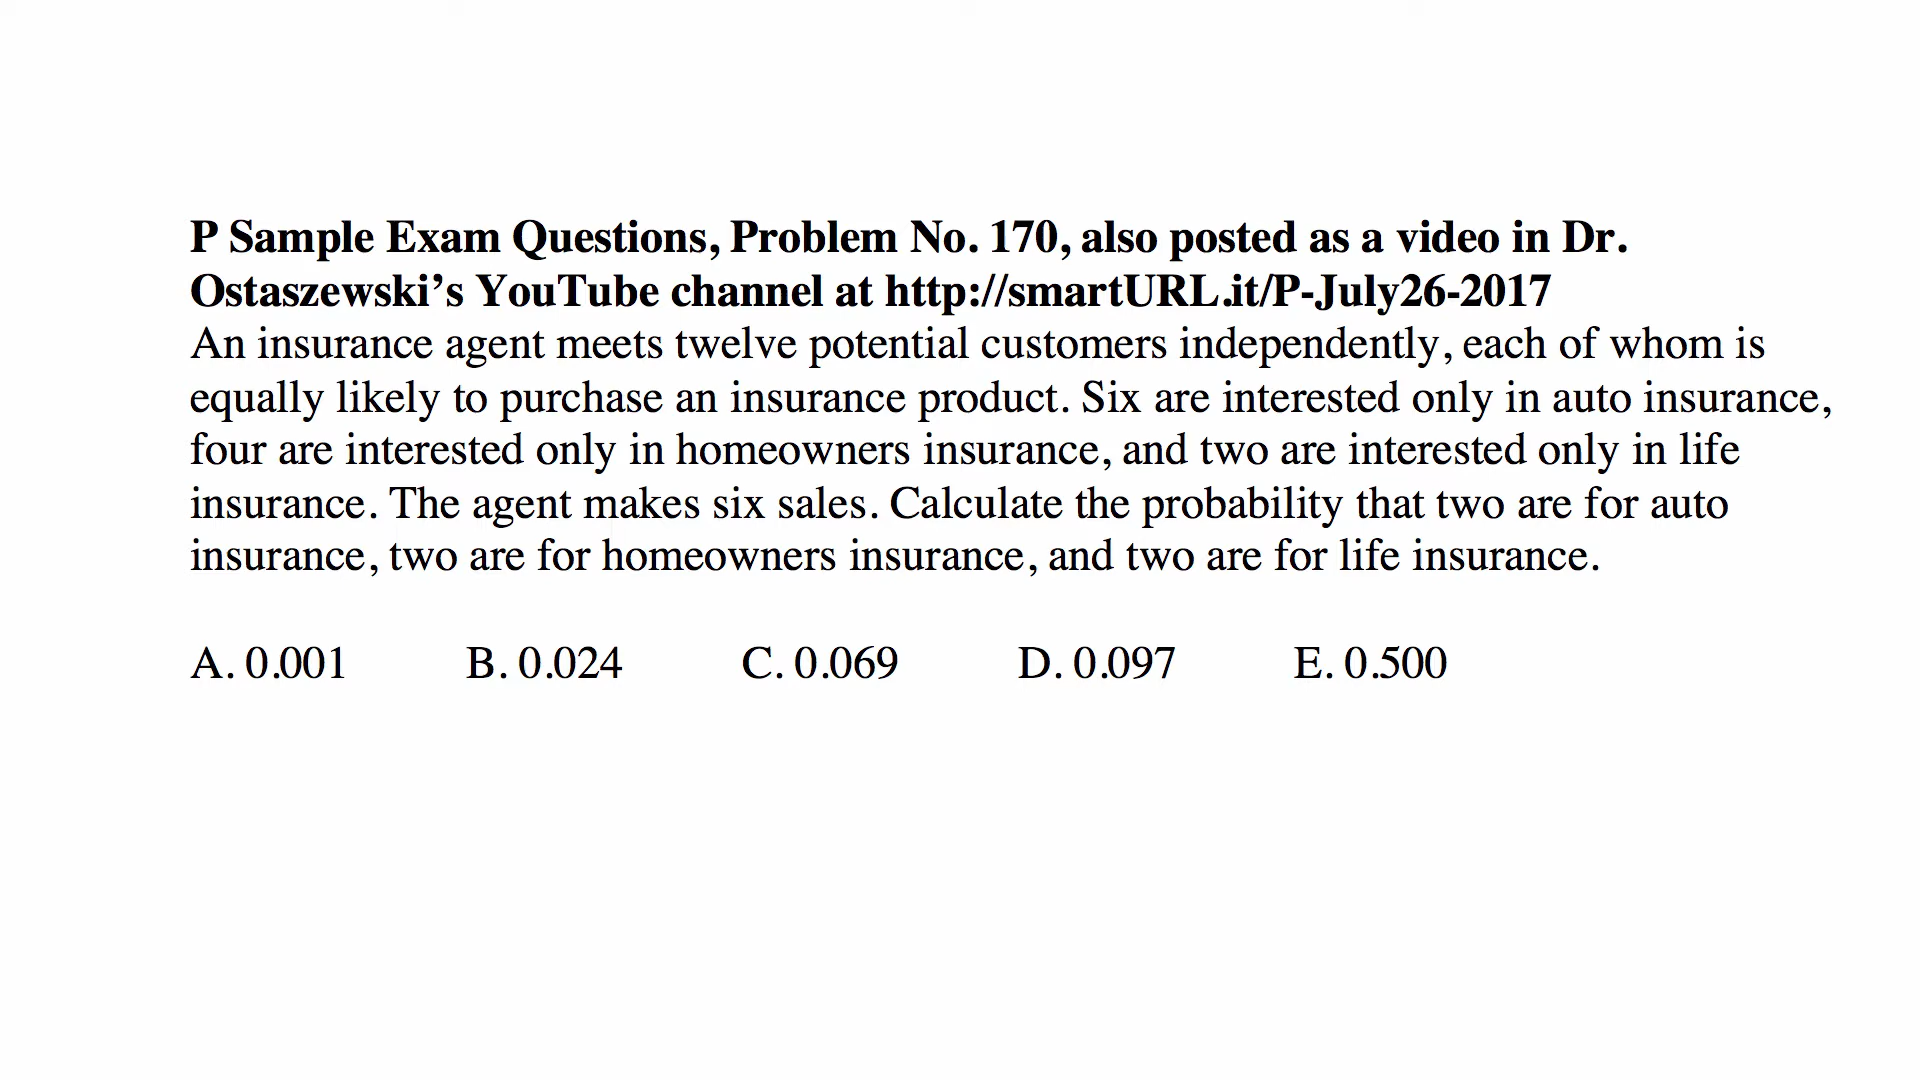 P Sample Exam Questions, Problem No. 170, also posted as a video in Dr.
Ostaszewski’s YouTube channel at http://smartURL.it/P-July26-2017
An insurance agent meets twelve potential customers independently, each of whom is
equally likely to purchase an insurance product. Six are interested only in auto insurance,
four are interested only in homeowners insurance, and two are interested only in life
insurance. The agent makes six sales. Calculate the probability that two are for auto
insurance, two are for homeowners insurance, and two are for life insurance.
A. 0.001 B. 0.024 C. 0.069 D. 0.097 E. 0.500